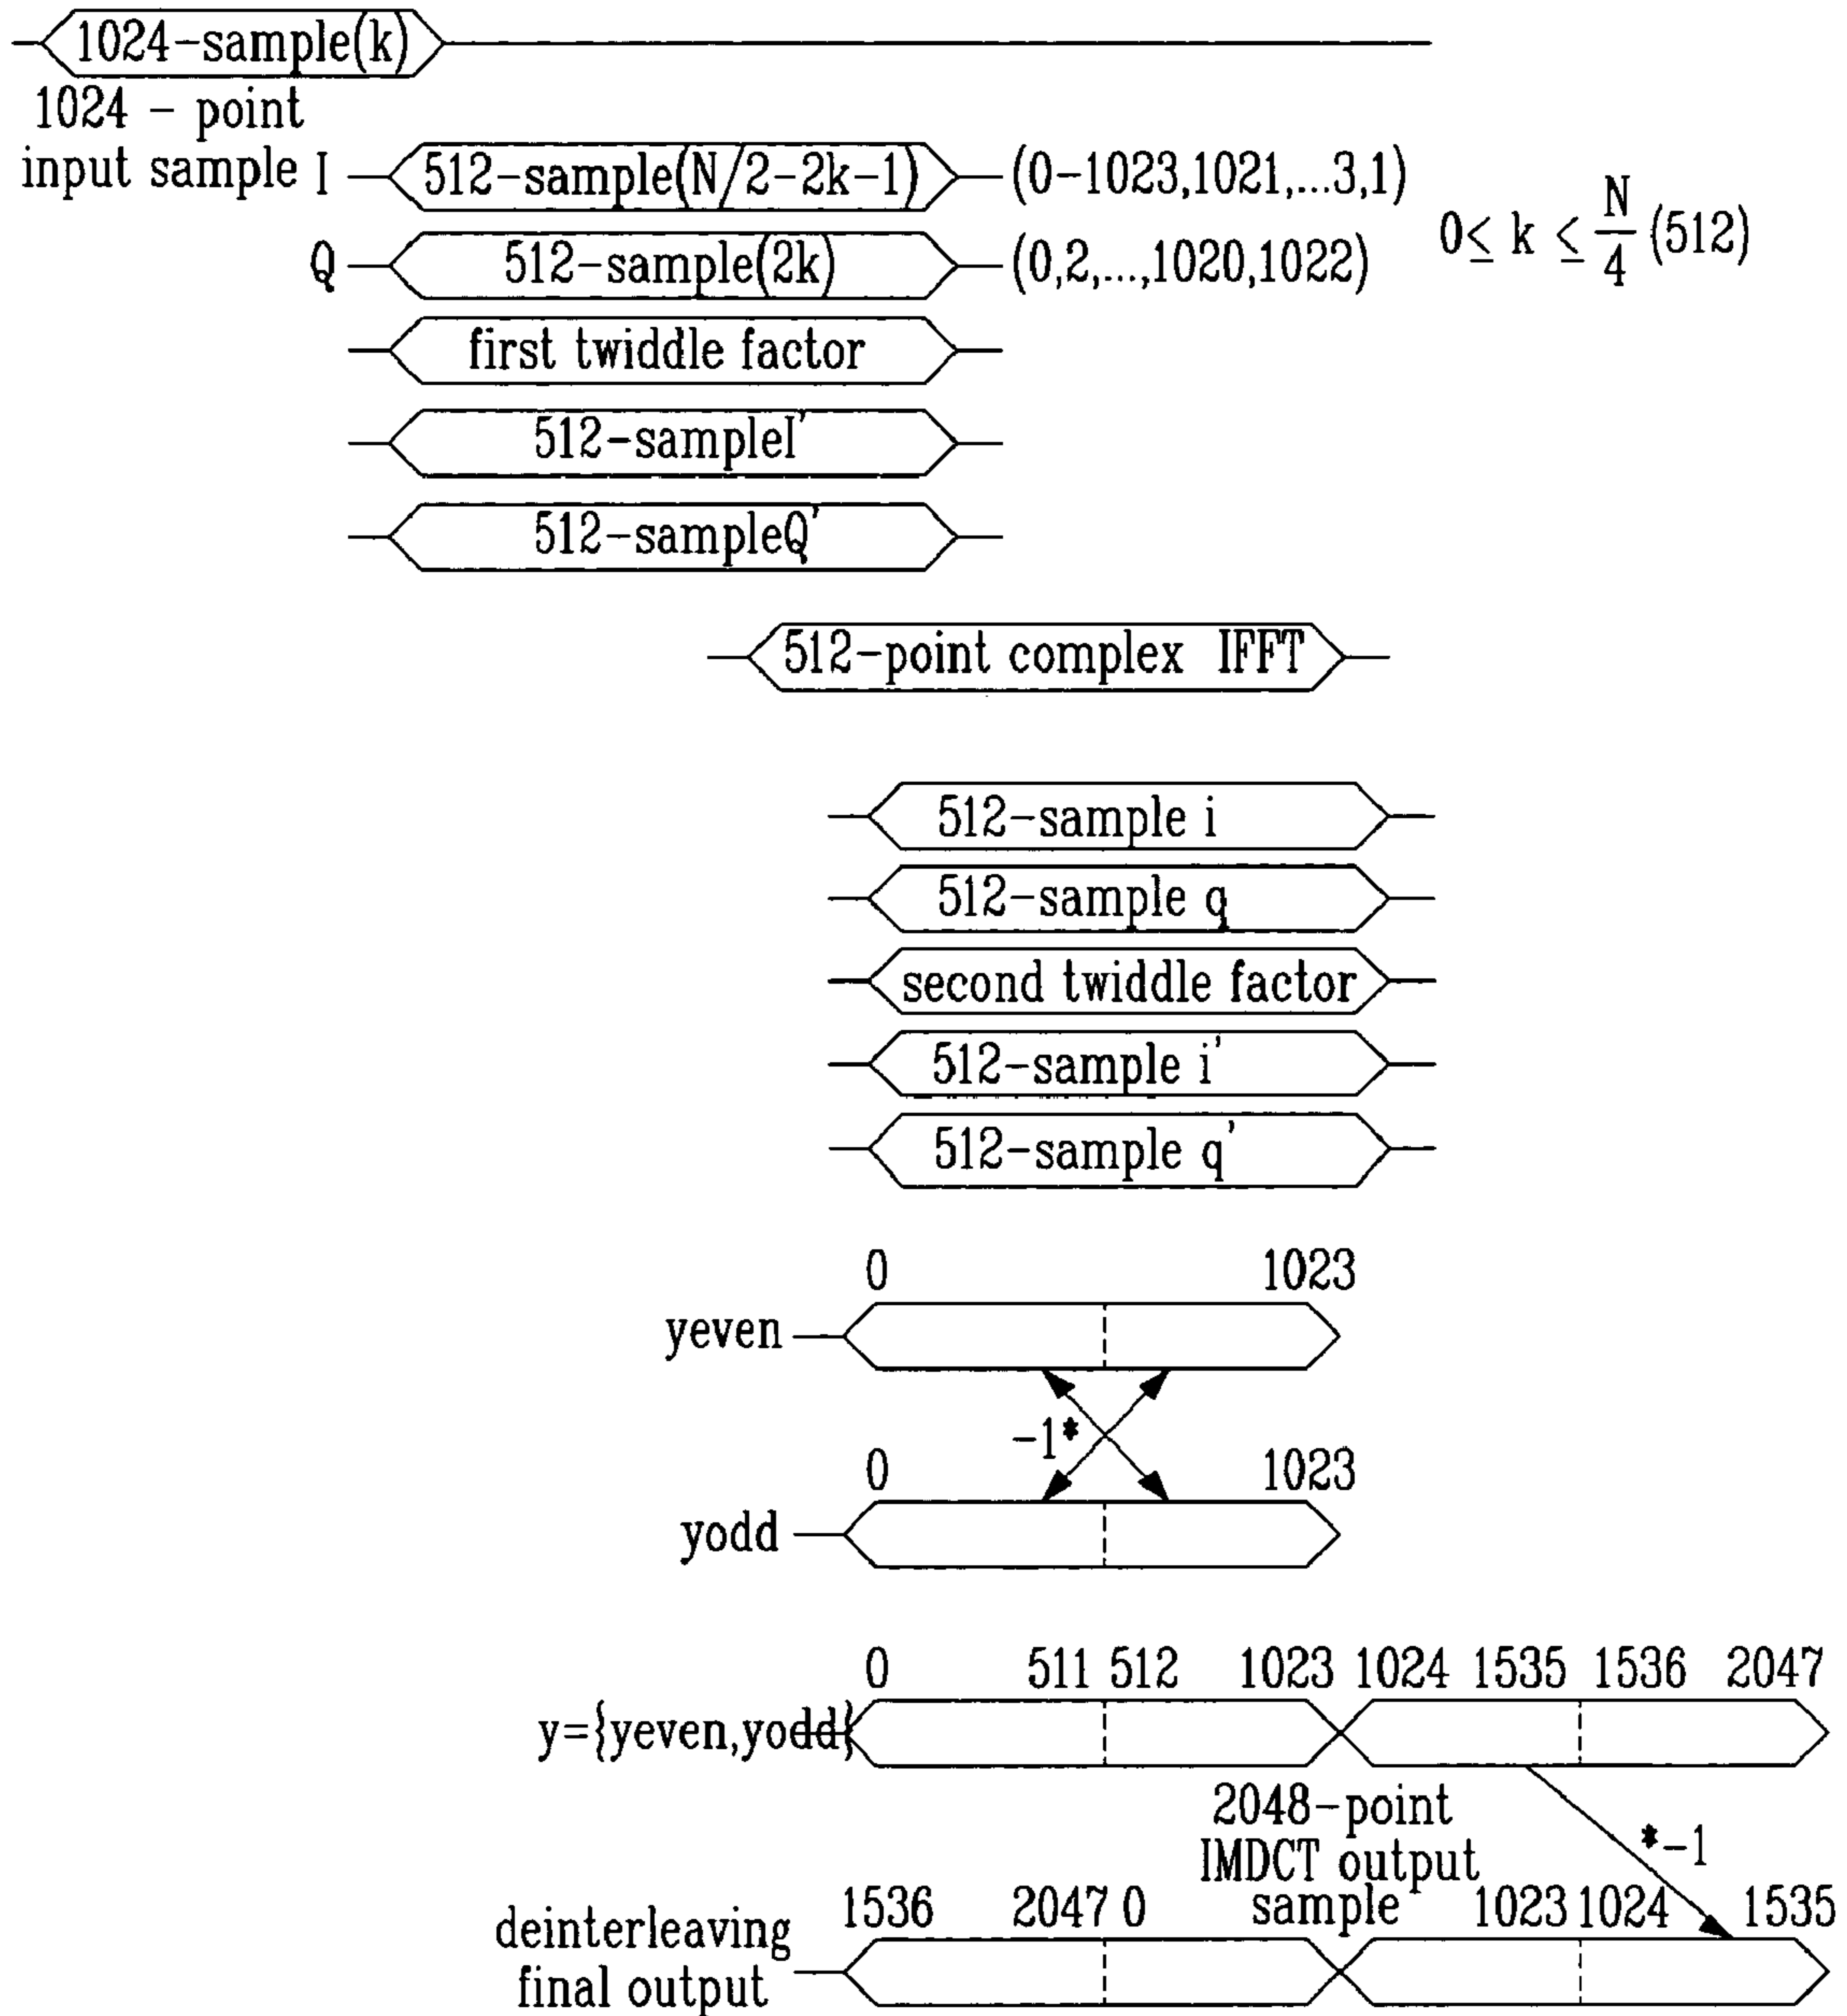 1024-sample(k)
1024 - point
input sample I 512-sample(N/2-2k-1) (0-1023,1021,...3,1)
Q 512-sample(2k) (0,2,...,1020,1022) 0≤ k ≤ N/4 (512)
first twiddle factor
512-sampleI'
512-sampleQ'
512-point complex IFFT
512-sample i
512-sample q
second twiddle factor
512-sample i'
512-sample q'
0 1023
yeven
-1*
0 1023
yodd
0 511 512 1023 1024 1535 1536 2047
y={yeven,yodd}
2048-point
IMDCT output
sample
*-1
1536 2047 0 1023 1024 1535
deinterleaving
final output